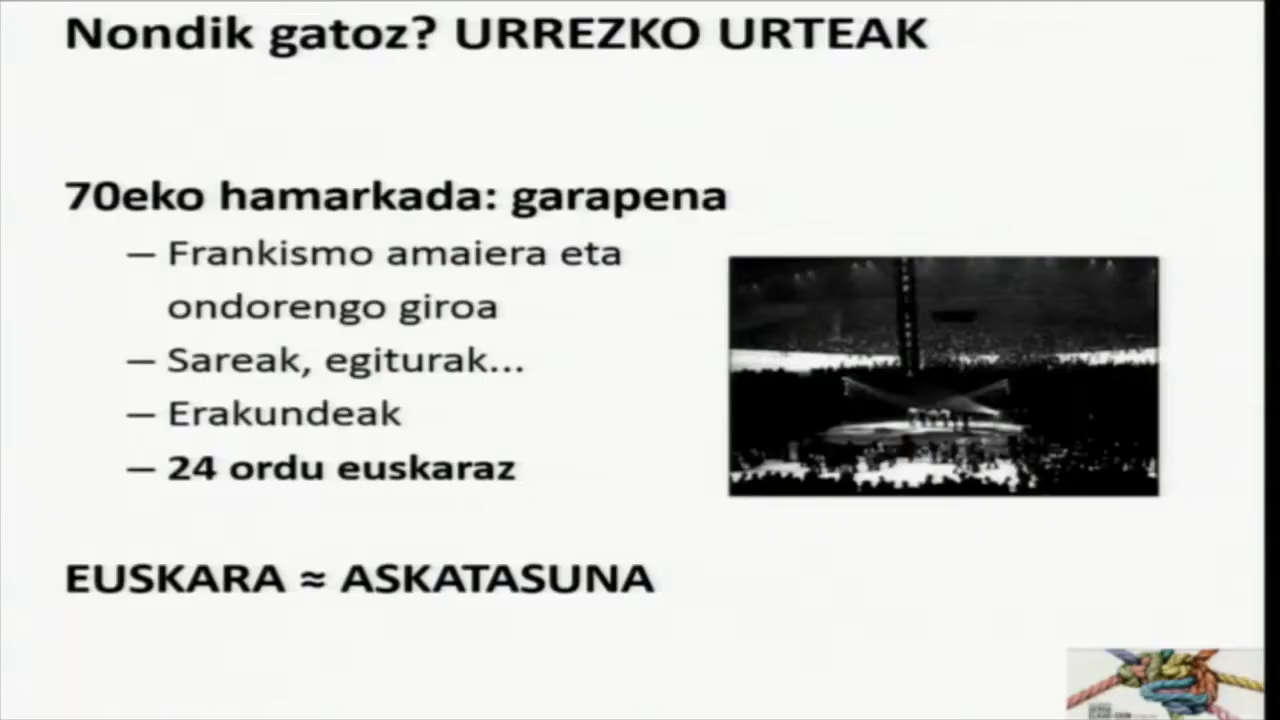 Nondik gatoz? URREZKO URTEAK
70eko hamarkada: garapena
– Frankismo amaiera eta
ondorengo giroa
– Sareak, egiturak...
– Erakundeak
– 24 ordu euskaraz
EUSKARA ≈ ASKATASUNA